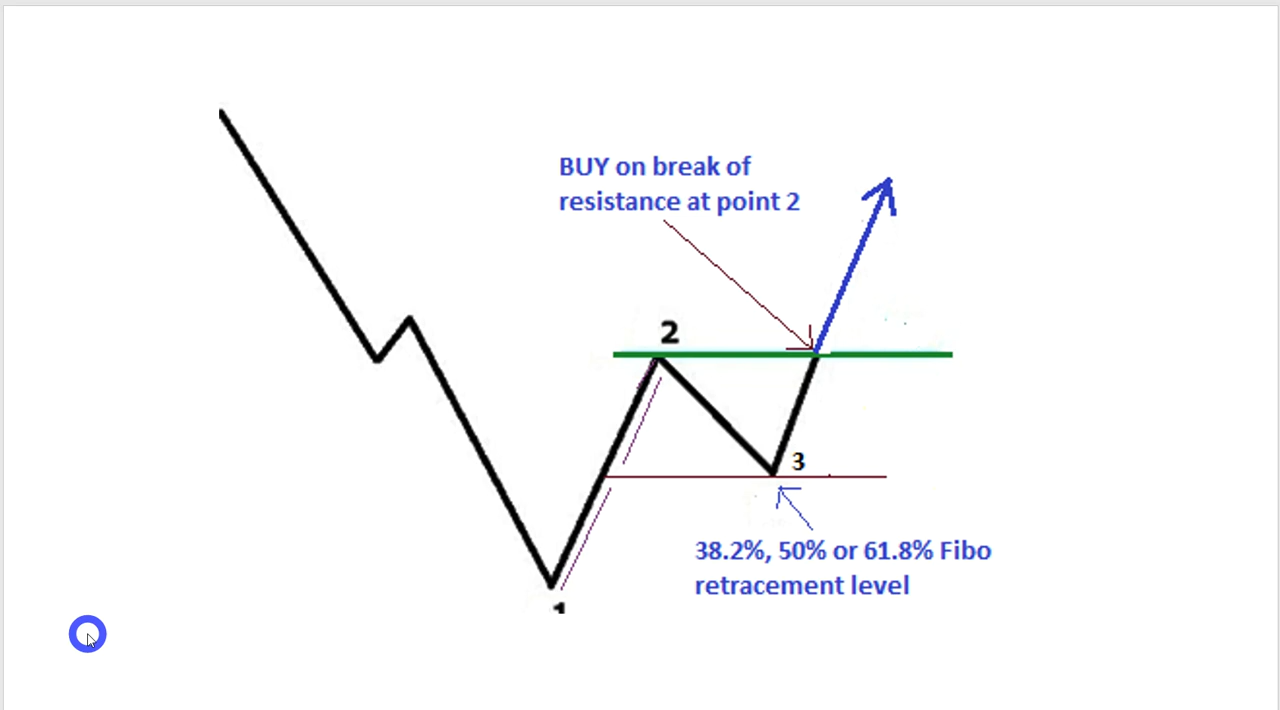 BUY on break of
resistance at point 2
2
3
38.2%, 50% or 61.8% Fibo
retracement level
1